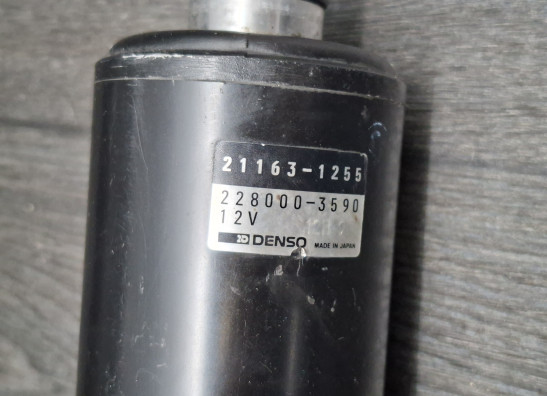 21163-1255
228000-3590
12V
DENSO MADE IN JAPAN